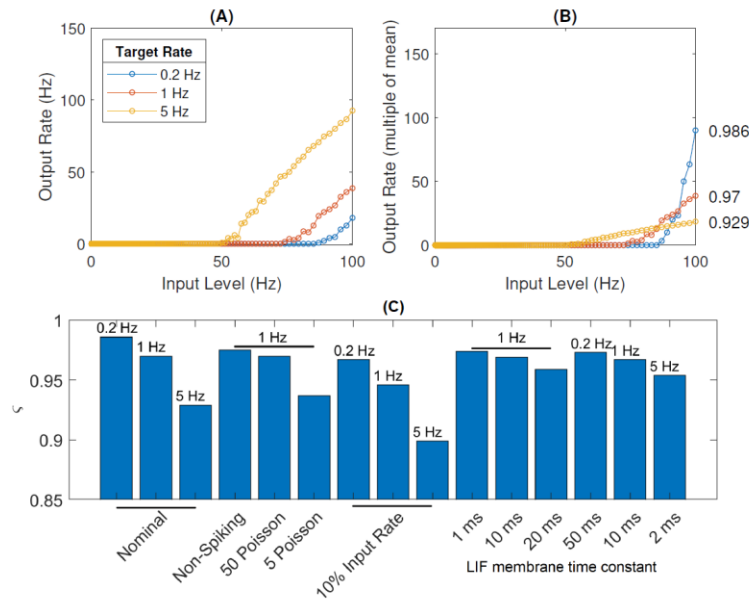 (A)
150
100
50
0
Output Rate (Hz)
Target Rate
0.2 Hz
1 Hz
5 Hz
0 50 100
Input Level (Hz)
(B)
150
100
50
0
Output Rate (multiple of mean)
0.986
0.97
0.929
0 50 100
Input Level (Hz)
(C)
1
0.95
0.9
0.85
ς
0.2 Hz
1 Hz
5 Hz
1 Hz
0.2 Hz
1 Hz
5 Hz
1 Hz
0.2 Hz
1 Hz
5 Hz
Nominal
Non-Spiking
50 Poisson
5 Poisson
10% Input Rate
1 ms
10 ms
20 ms
50 ms
10 ms
2 ms
LIF membrane time constant